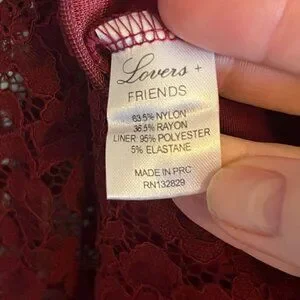 Lovers +
FRIENDS
63.5% NYLON
36.5% RAYON
LINER: 95% POLYESTER
5% ELASTANE
MADE IN PRC
RN132829